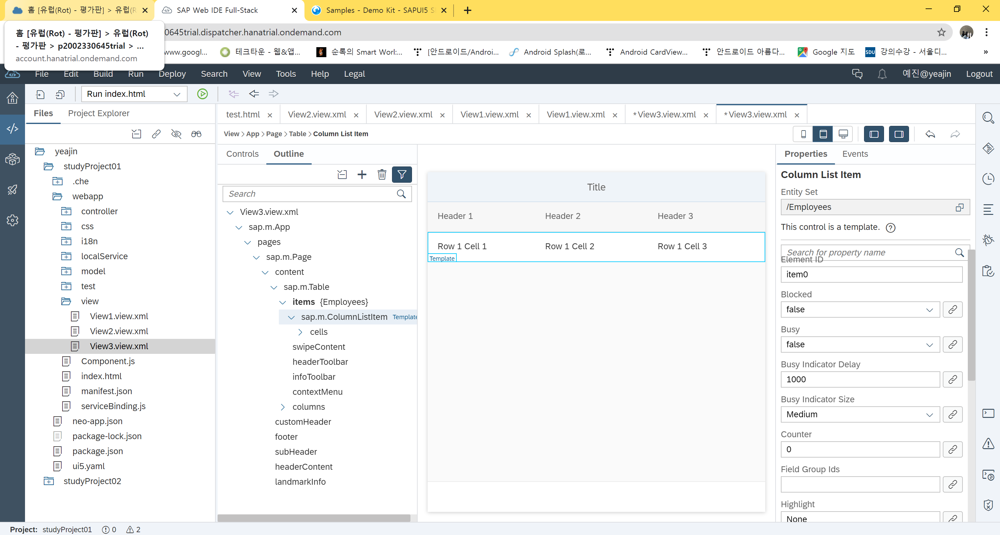 홈 [유럽(Rot) - 평가판] > 유럽(R
SAP Web IDE Full-Stack
Samples - Demo Kit - SAPUI5 S
홈 [유럽(Rot) - 평가판] > 유럽(Rot)
- 평가판 > p2002330645trial > ...
account.hanatrial.ondemand.com
0645trial.dispatcher.hanatrial.ondemand.com
www.googl...
테크타운 - 웹&앱...
순록의 Smart Worl:...
[안드로이드/Androi...
Android Splash(로...
Android CardView...
안드로이드 아름다...
Google 지도
SDU 강의수강 - 서울디...
»
File Edit Build Run Deploy Search View Tools Help Legal
예진@yeajin Logout
Run index.html
Files Project Explorer
test.html
View2.view.xml
View2.view.xml
View1.view.xml
View1.view.xml
*View3.view.xml
*View3.view.xml
View > App > Page > Table > Column List Item
yeajin
studyProject01
.che
webapp
controller
css
i18n
localService
model
test
view
View1.view.xml
View2.view.xml
View3.view.xml
Component.js
index.html
manifest.json
serviceBinding.js
neo-app.json
package-lock.json
package.json
ui5.yaml
studyProject02
Controls Outline
Search
View3.view.xml
sap.m.App
pages
sap.m.Page
content
sap.m.Table
items {Employees}
sap.m.ColumnListItem Template
cells
swipeContent
headerToolbar
infoToolbar
contextMenu
columns
customHeader
footer
subHeader
headerContent
landmarkInfo
Title
Header 1 Header 2 Header 3
Row 1 Cell 1 Row 1 Cell 2 Row 1 Cell 3
Template
Properties Events
Column List Item
Entity Set
/Employees
This control is a template. ?
Search for property name
Element ID
item0
Blocked
false
Busy
false
Busy Indicator Delay
1000
Busy Indicator Size
Medium
Counter
0
Field Group Ids
Highlight
None
Project: studyProject01 0 2